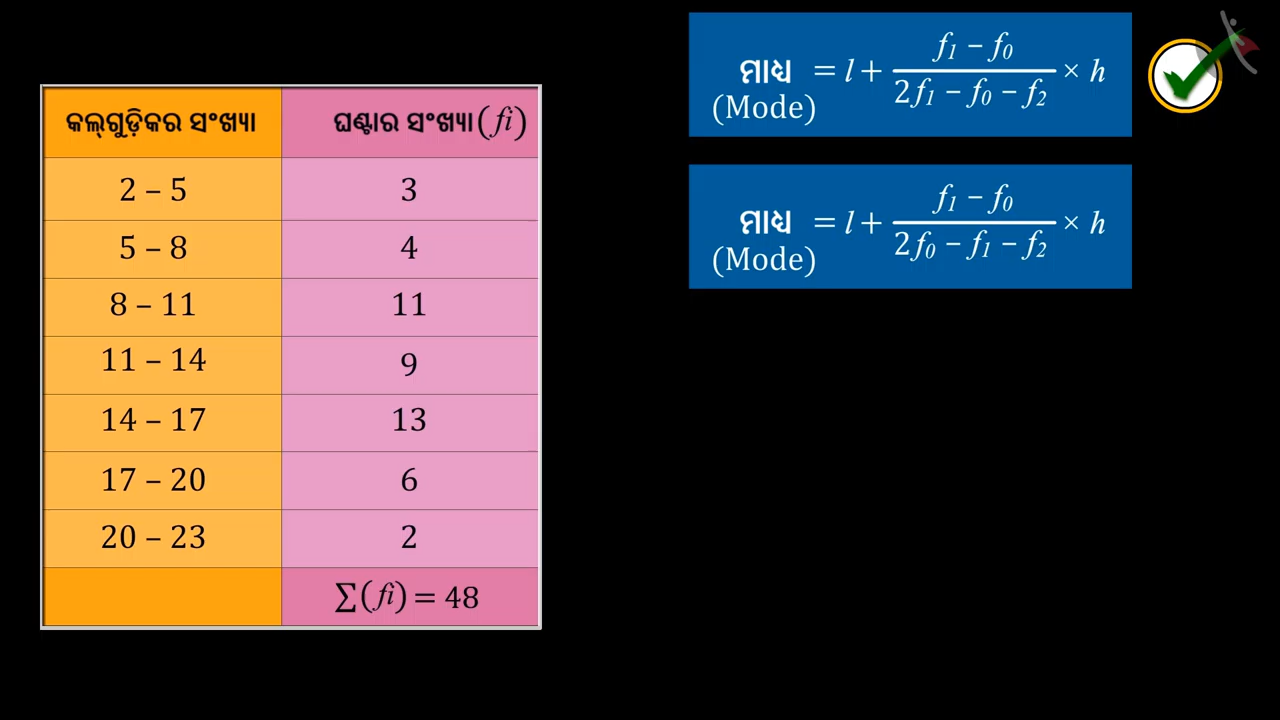 କଲ୍‌ଗୁଡ଼ିକର ସଂଖ୍ୟା ଘଣ୍ଟାର ସଂଖ୍ୟା (fi)
2 – 5 3
5 – 8 4
8 – 11 11
11 – 14 9
14 – 17 13
17 – 20 6
20 – 23 2
∑(fi) = 48
ମାଧ୍ୟ (Mode) = l + (f₁ − f₀) / (2f₁ − f₀ − f₂) × h
ମାଧ୍ୟ (Mode) = l + (f₁ − f₀) / (2f₀ − f₁ − f₂) × h